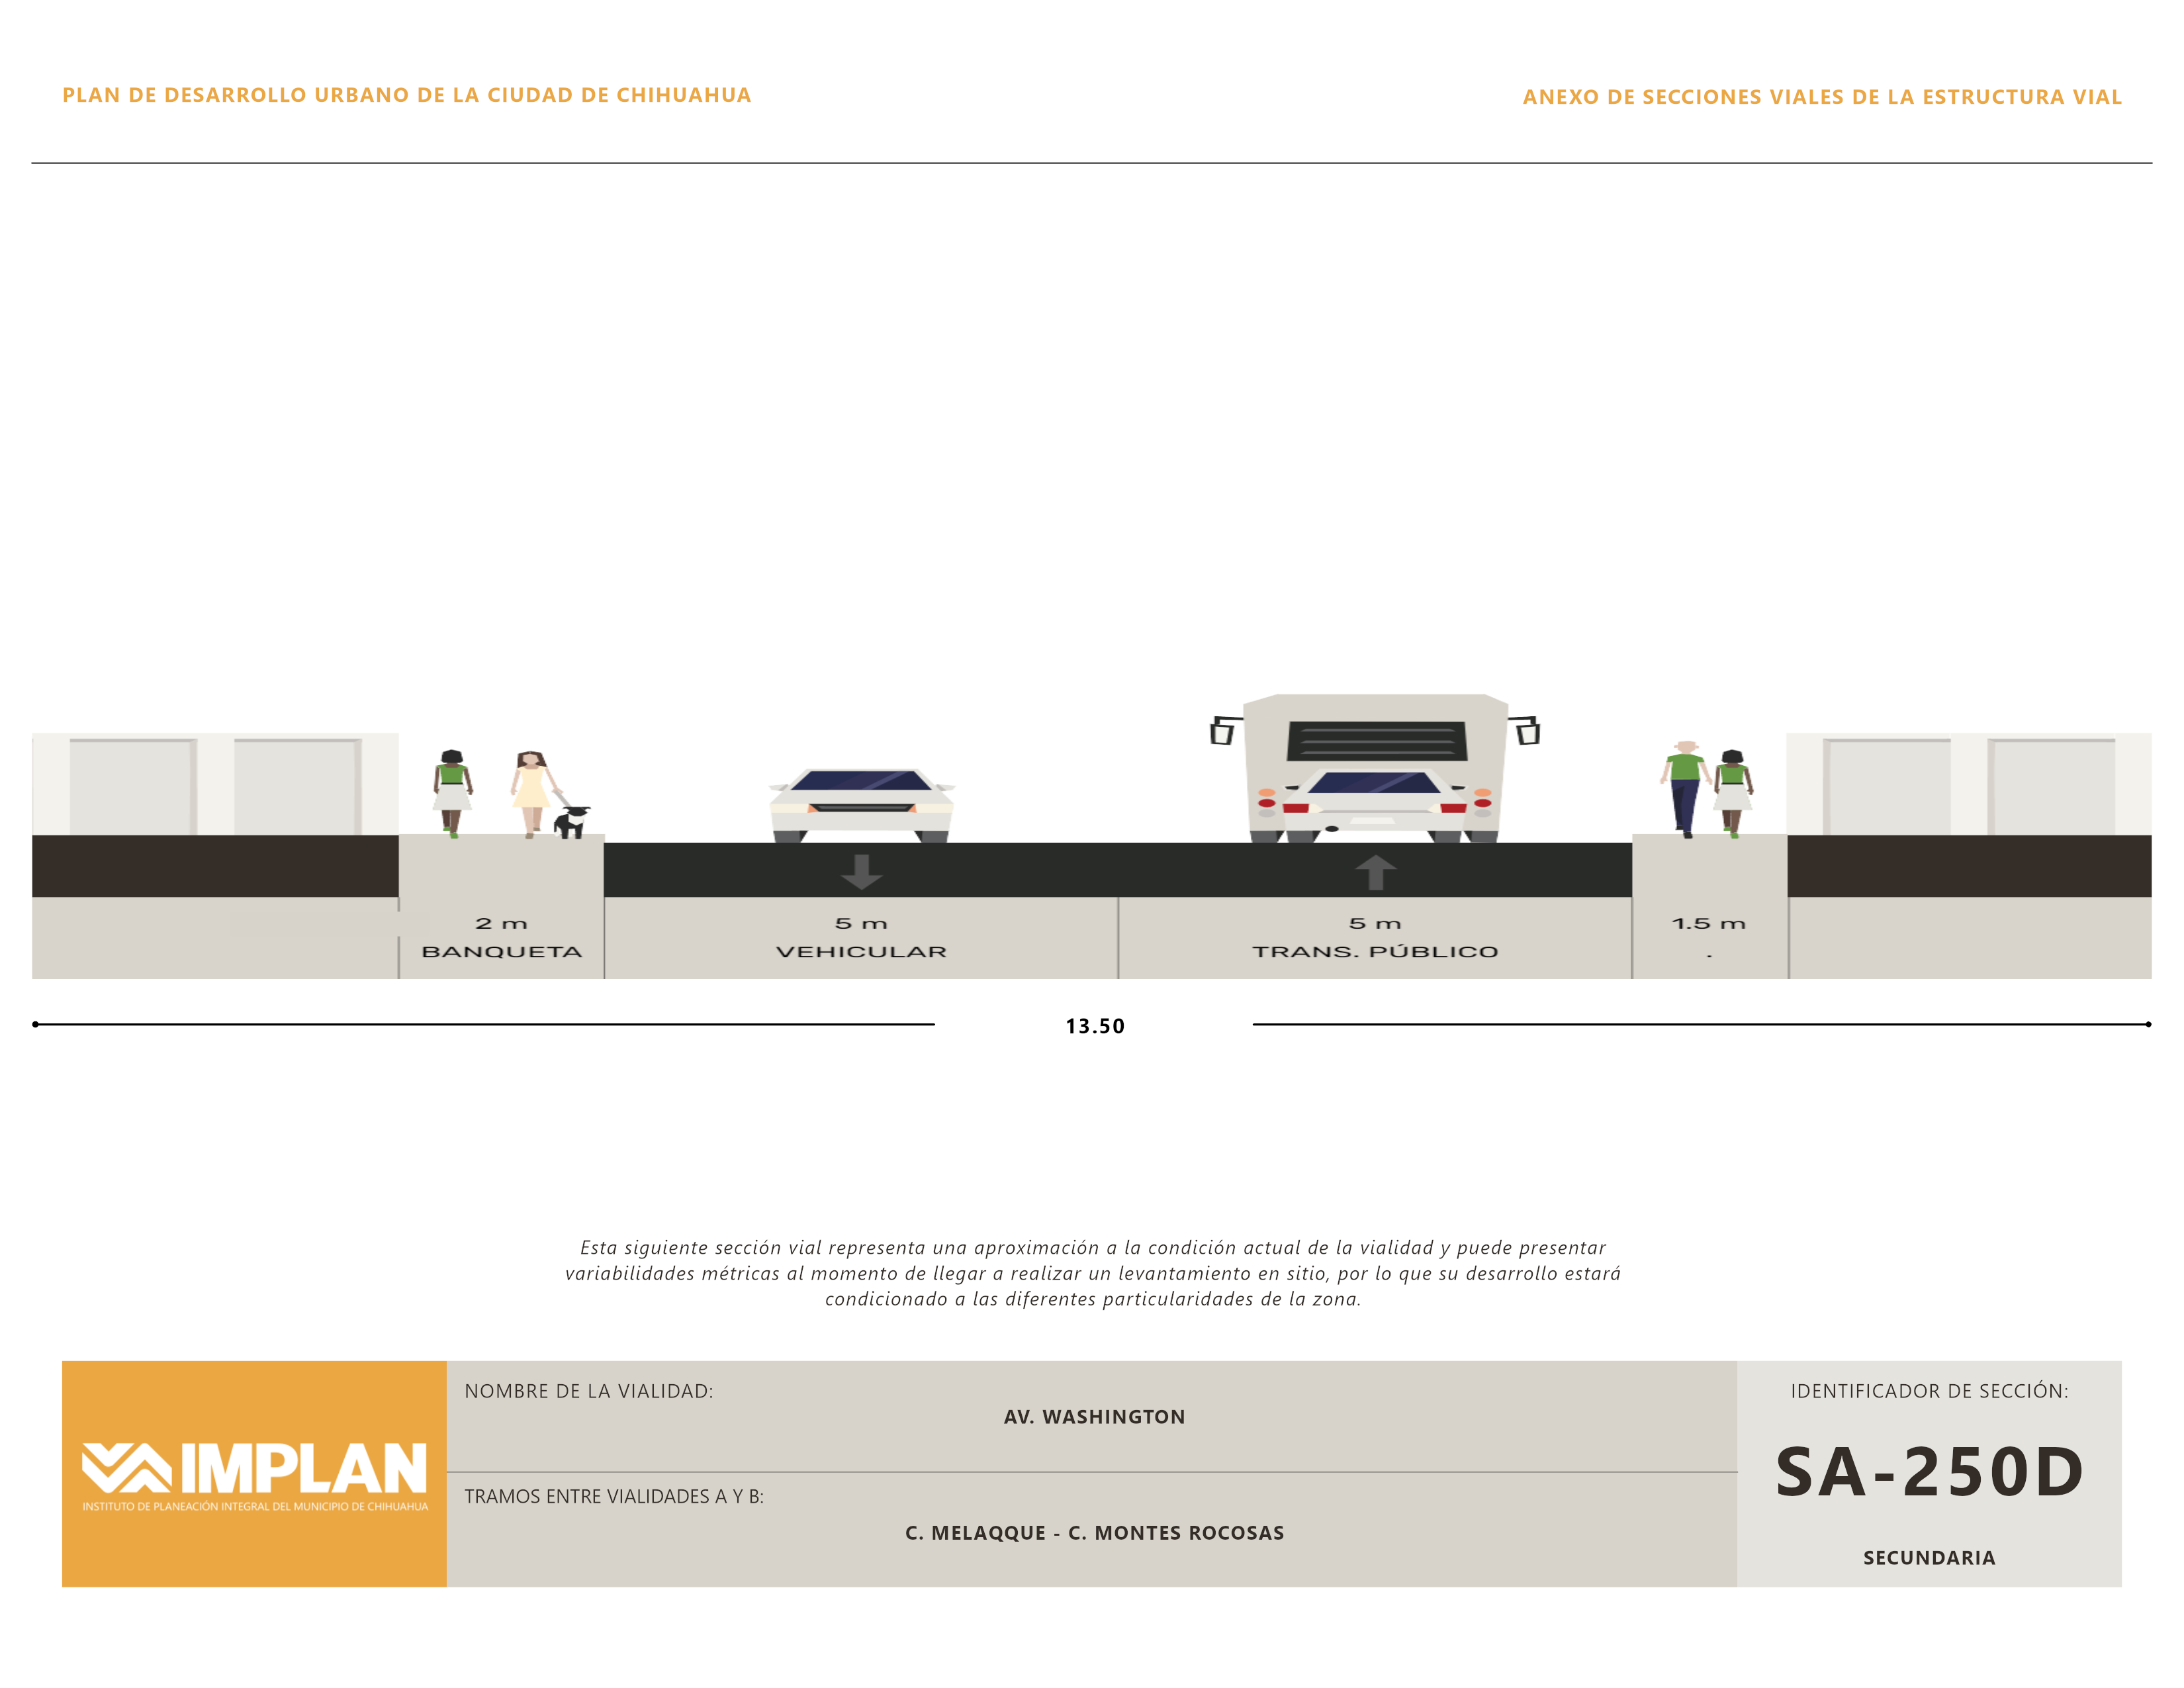 PLAN DE DESARROLLO URBANO DE LA CIUDAD DE CHIHUAHUA
ANEXO DE SECCIONES VIALES DE LA ESTRUCTURA VIAL
2 m
BANQUETA
5 m
VEHICULAR
5 m
TRANS. PÚBLICO
1.5 m
.
13.50
Esta siguiente sección vial representa una aproximación a la condición actual de la vialidad y puede presentar
variabilidades métricas al momento de llegar a realizar un levantamiento en sitio, por lo que su desarrollo estará
condicionado a las diferentes particularidades de la zona.
IMPLAN
INSTITUTO DE PLANEACIÓN INTEGRAL DEL MUNICIPIO DE CHIHUAHUA
NOMBRE DE LA VIALIDAD:
AV. WASHINGTON
TRAMOS ENTRE VIALIDADES A Y B:
C. MELAQQUE - C. MONTES ROCOSAS
IDENTIFICADOR DE SECCIÓN:
SA-250D
SECUNDARIA